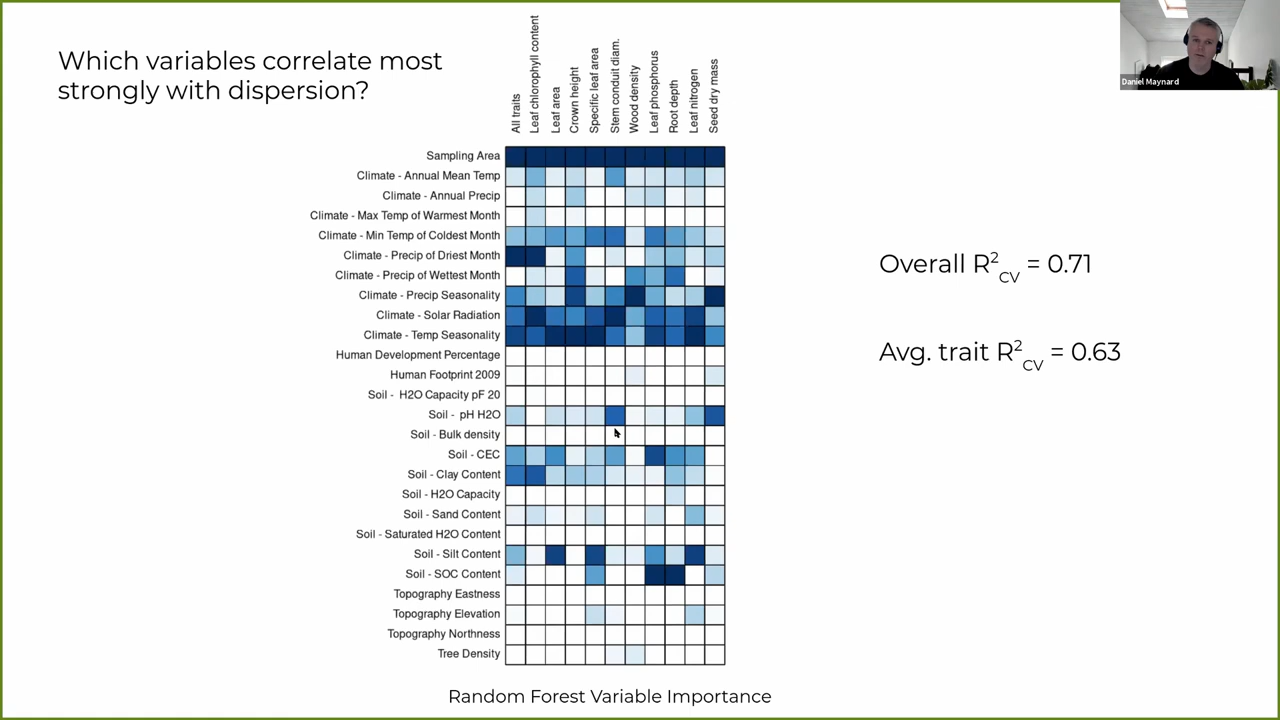 Which variables correlate most
strongly with dispersion?
Daniel Maynard
All traits
Leaf chlorophyll content
Leaf area
Crown height
Specific leaf area
Stem conduit diam.
Wood density
Leaf phosphorus
Root depth
Leaf nitrogen
Seed dry mass
Sampling Area
Climate - Annual Mean Temp
Climate - Annual Precip
Climate - Max Temp of Warmest Month
Climate - Min Temp of Coldest Month
Climate - Precip of Driest Month
Climate - Precip of Wettest Month
Climate - Precip Seasonality
Climate - Solar Radiation
Climate - Temp Seasonality
Human Development Percentage
Human Footprint 2009
Soil - H2O Capacity pF 20
Soil - pH H2O
Soil - Bulk density
Soil - CEC
Soil - Clay Content
Soil - H2O Capacity
Soil - Sand Content
Soil - Saturated H2O Content
Soil - Silt Content
Soil - SOC Content
Topography Eastness
Topography Elevation
Topography Northness
Tree Density
Overall R²CV = 0.71
Avg. trait R²CV = 0.63
Random Forest Variable Importance